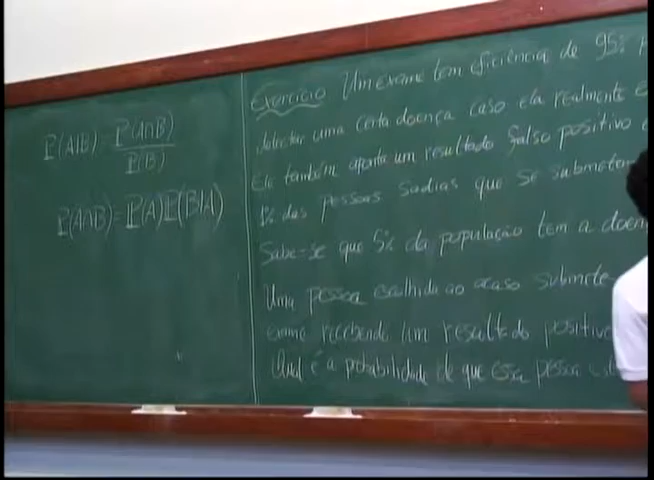 P(A|B) = P(A∩B) / P(B)
P(A∩B) = P(A)P(B|A)
Exercício Um exame tem eficiência de 95%
detectar uma certa doença caso ela realmente
Ele também aponta um resultado falso positivo
1% das pessoas sadias que se submetem
Sabe-se que 5% da população tem a doen
Uma pessoa escolhida ao acaso submete-
exame recebendo um resultado positivo
Qual é a probabilidade de que essa pessoa